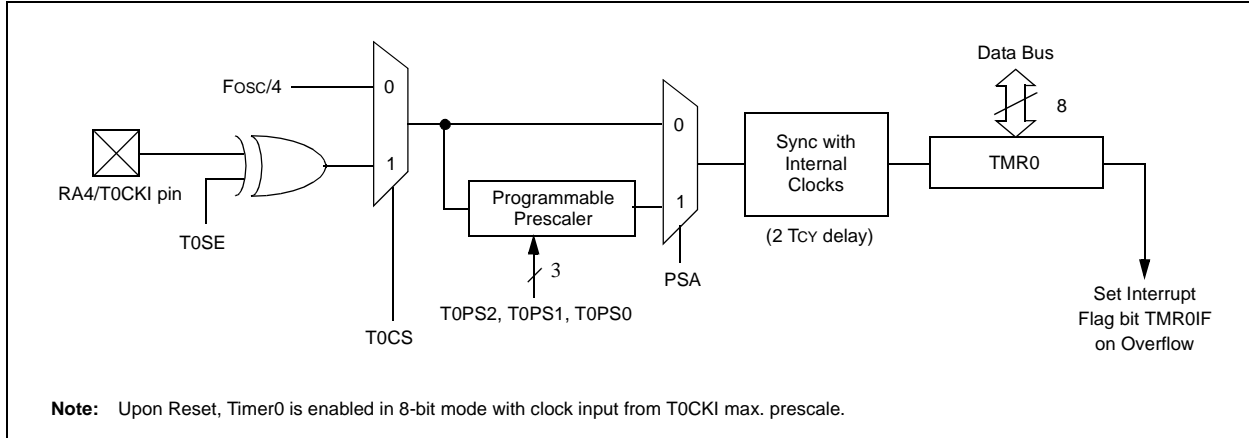 Data Bus
8
FOSC/4
0
1
RA4/T0CKI pin
T0SE
T0CS
Programmable
Prescaler
3
T0PS2, T0PS1, T0PS0
0
1
PSA
Sync with
Internal
Clocks
(2 TCY delay)
TMR0
Set Interrupt
Flag bit TMR0IF
on Overflow
Note: Upon Reset, Timer0 is enabled in 8-bit mode with clock input from T0CKI max. prescale.